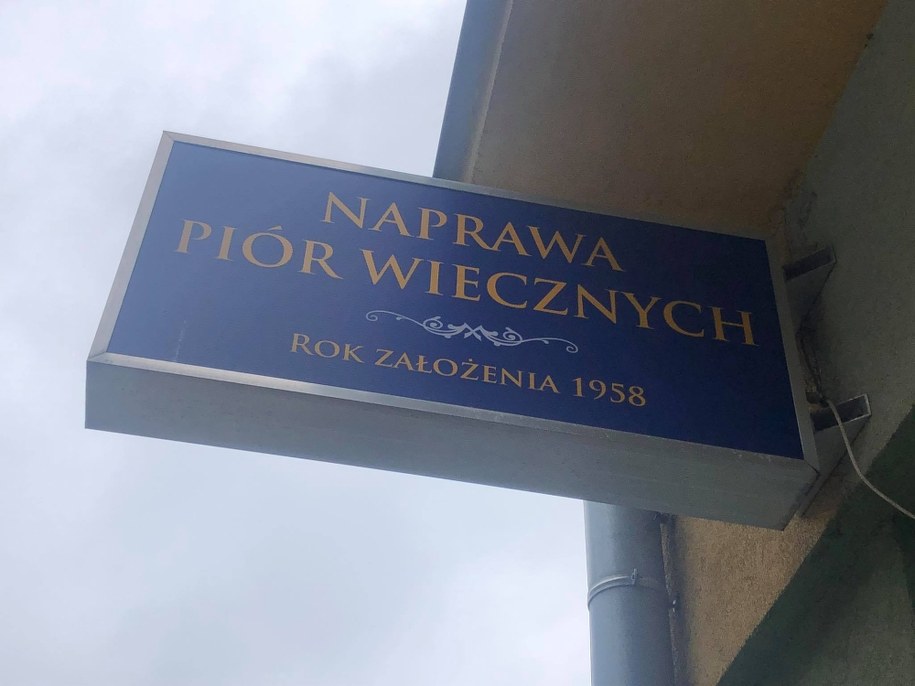 NAPRAWA
PIÓR WIECZNYCH
ROK ZAŁOŻENIA 1958